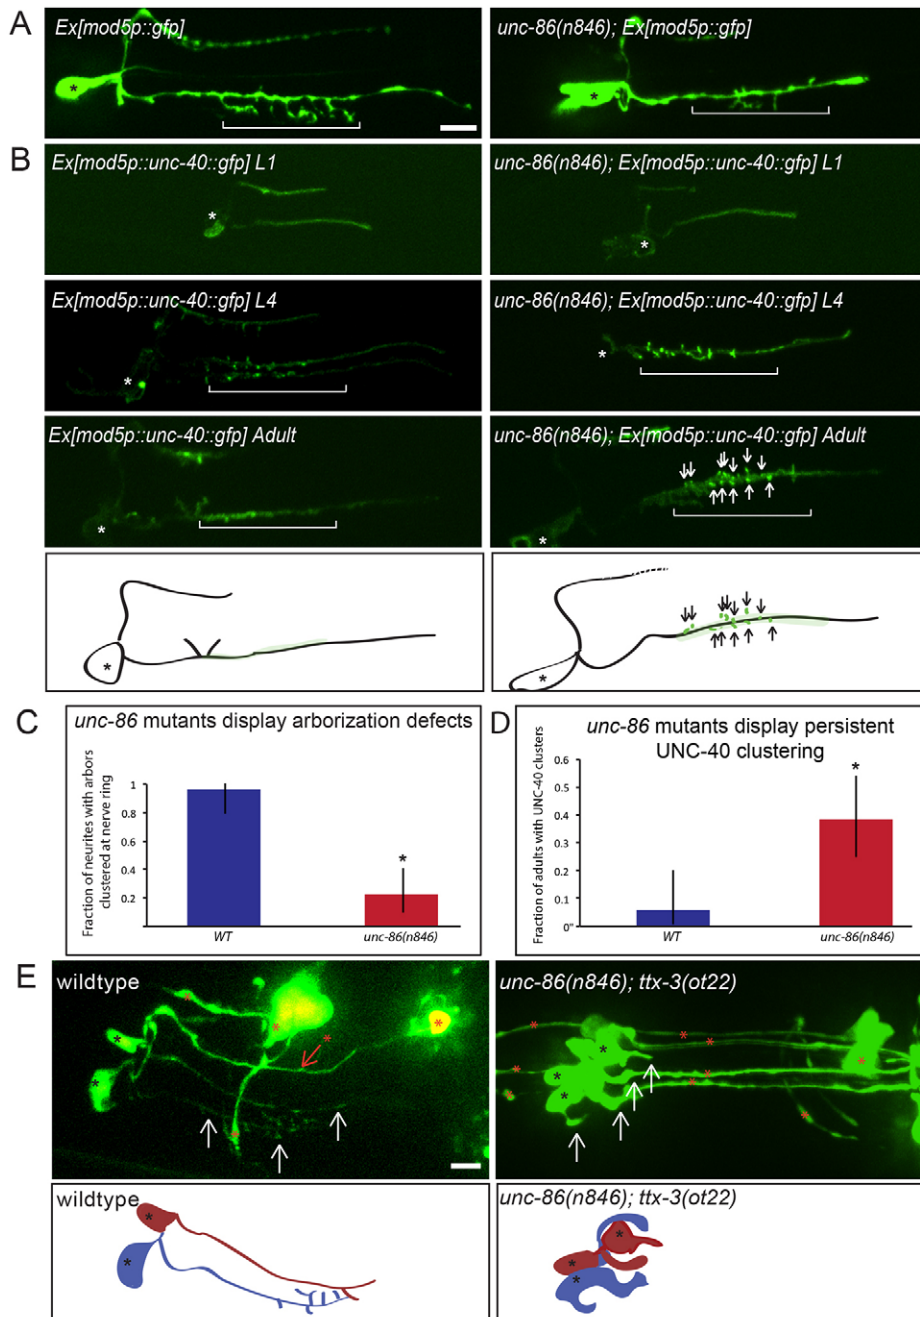 A
Ex[mod5p::gfp]
unc-86(n846); Ex[mod5p::gfp]
*
*
B
Ex[mod5p::unc-40::gfp] L1
unc-86(n846); Ex[mod5p::unc-40::gfp] L1
*
*
Ex[mod5p::unc-40::gfp] L4
unc-86(n846); Ex[mod5p::unc-40::gfp] L4
*
*
Ex[mod5p::unc-40::gfp] Adult
unc-86(n846); Ex[mod5p::unc-40::gfp] Adult
*
*
*
*
C
unc-86 mutants display arborization defects
Fraction of neurites with arbors
clustered at nerve ring
1
0.8
0.6
0.4
0.2
*
WT
unc-86(n846)
D
unc-86 mutants display persistent
UNC-40 clustering
Fraction of adults with UNC-40 clusters
0.6
0.5
0.4
0.3
0.2
0.1
0"
*
WT
unc-86(n846)
E
wildtype
unc-86(n846); ttx-3(ot22)
wildtype
unc-86(n846); ttx-3(ot22)